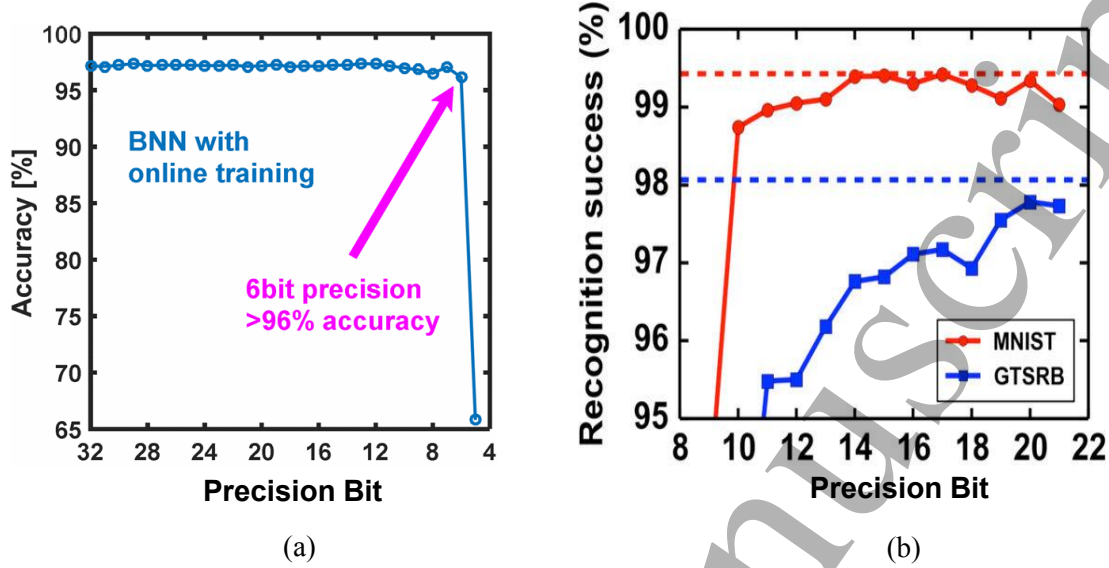 100
95
90
85
80
75
70
65
32
28
24
20
16
12
8
4
Accuracy [%]
Precision Bit
BNN with
online training
6bit precision
>96% accuracy
(a)
100
99
98
97
96
95
8
10
12
14
16
18
20
22
Recognition success (%)
Precision Bit
MNIST
GTSRB
(b)
nuscri